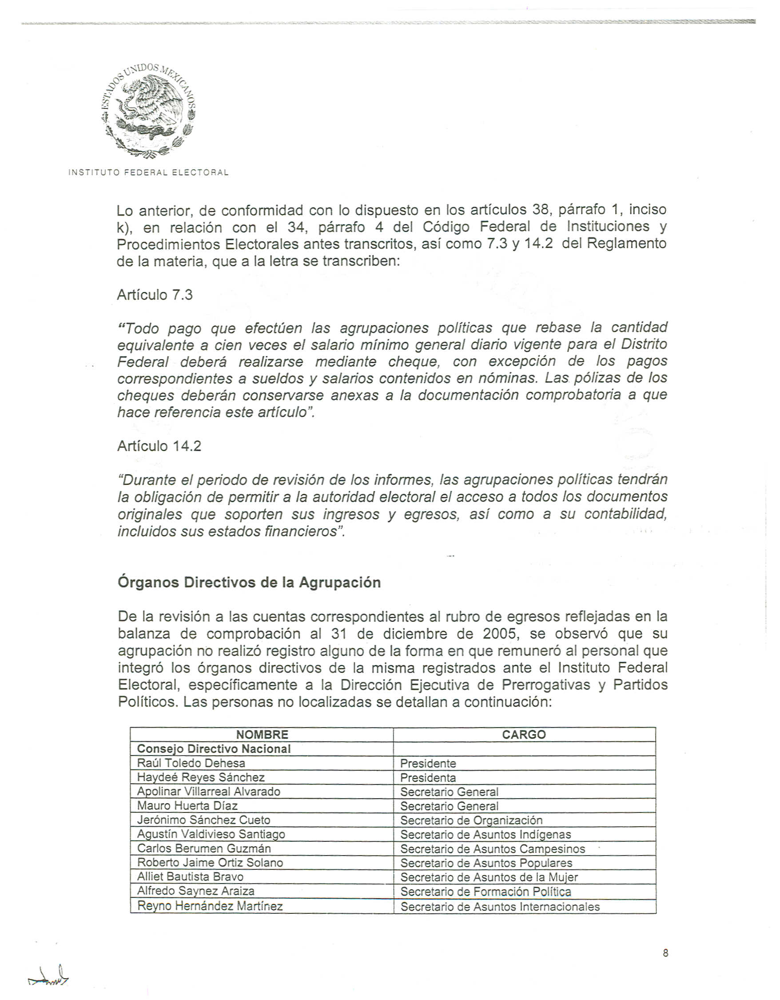 ESTADOS UNIDOS MEXICANOS
INSTITUTO FEDERAL ELECTORAL
Lo anterior, de conformidad con lo dispuesto en los artículos 38, párrafo 1, inciso
k), en relación con el 34, párrafo 4 del Código Federal de Instituciones y
Procedimientos Electorales antes transcritos, así como 7.3 y 14.2 del Reglamento
de la materia, que a la letra se transcriben:
Artículo 7.3
“Todo pago que efectúen las agrupaciones políticas que rebase la cantidad
equivalente a cien veces el salario mínimo general diario vigente para el Distrito
Federal deberá realizarse mediante cheque, con excepción de los pagos
correspondientes a sueldos y salarios contenidos en nóminas. Las pólizas de los
cheques deberán conservarse anexas a la documentación comprobatoria a que
hace referencia este artículo”.
Artículo 14.2
“Durante el periodo de revisión de los informes, las agrupaciones políticas tendrán
la obligación de permitir a la autoridad electoral el acceso a todos los documentos
originales que soporten sus ingresos y egresos, así como a su contabilidad,
incluidos sus estados financieros”.
Órganos Directivos de la Agrupación
De la revisión a las cuentas correspondientes al rubro de egresos reflejadas en la
balanza de comprobación al 31 de diciembre de 2005, se observó que su
agrupación no realizó registro alguno de la forma en que remuneró al personal que
integró los órganos directivos de la misma registrados ante el Instituto Federal
Electoral, específicamente a la Dirección Ejecutiva de Prerrogativas y Partidos
Políticos. Las personas no localizadas se detallan a continuación:
NOMBRE CARGO
Consejo Directivo Nacional
Raúl Toledo Dehesa Presidente
Haydeé Reyes Sánchez Presidenta
Apolinar Villarreal Alvarado Secretario General
Mauro Huerta Díaz Secretario General
Jerónimo Sánchez Cueto Secretario de Organización
Agustín Valdivieso Santiago Secretario de Asuntos Indígenas
Carlos Berumen Guzmán Secretario de Asuntos Campesinos
Roberto Jaime Ortiz Solano Secretario de Asuntos Populares
Alliet Bautista Bravo Secretario de Asuntos de la Mujer
Alfredo Saynez Araiza Secretario de Formación Política
Reyno Hernández Martínez Secretario de Asuntos Internacionales
8